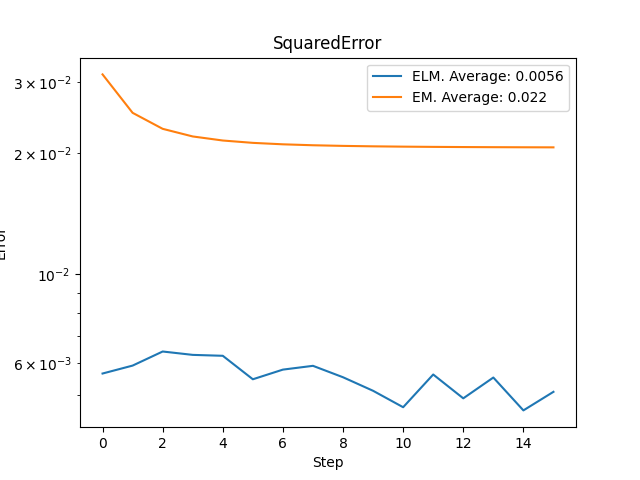 SquaredError
ELM. Average: 0.0056
EM. Average: 0.022
3 × 10⁻²
2 × 10⁻²
10⁻²
6 × 10⁻³
Error
0 2 4 6 8 10 12 14
Step